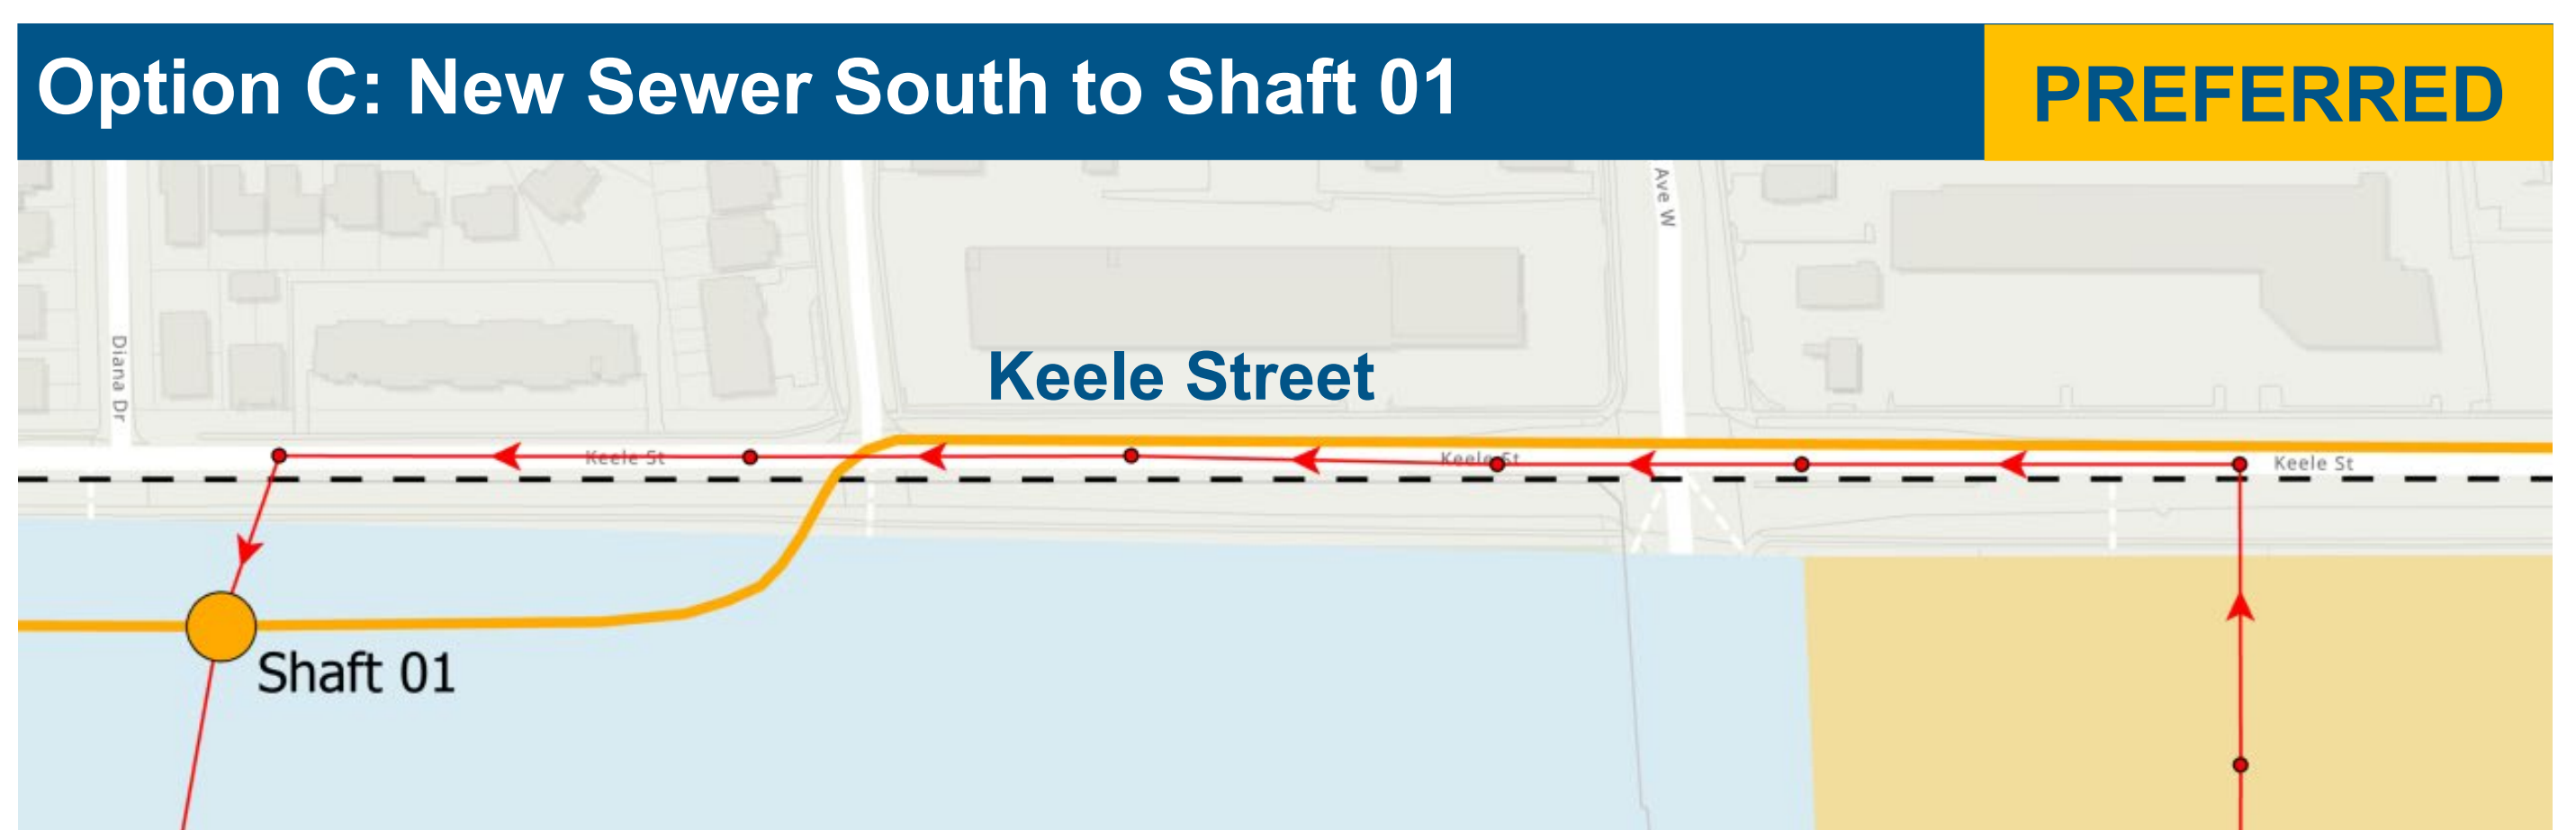 Option C: New Sewer South to Shaft 01
PREFERRED
Ave W
Diana Dr
Keele Street
Keele St
Keele St
Keele St
Shaft 01